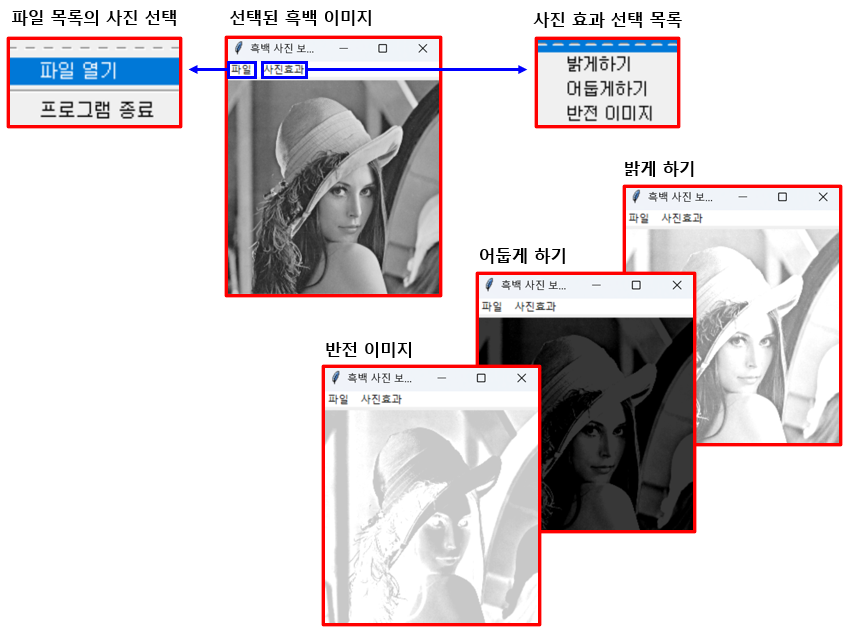 파일 목록의 사진 선택
파일 열기
프로그램 종료
선택된 흑백 이미지
흑백 사진 보...
파일 사진효과
사진 효과 선택 목록
밝게하기
어둡게하기
반전 이미지
밝게 하기
흑백 사진 보...
파일 사진효과
어둡게 하기
흑백 사진 보...
파일 사진효과
반전 이미지
흑백 사진 보...
파일 사진효과